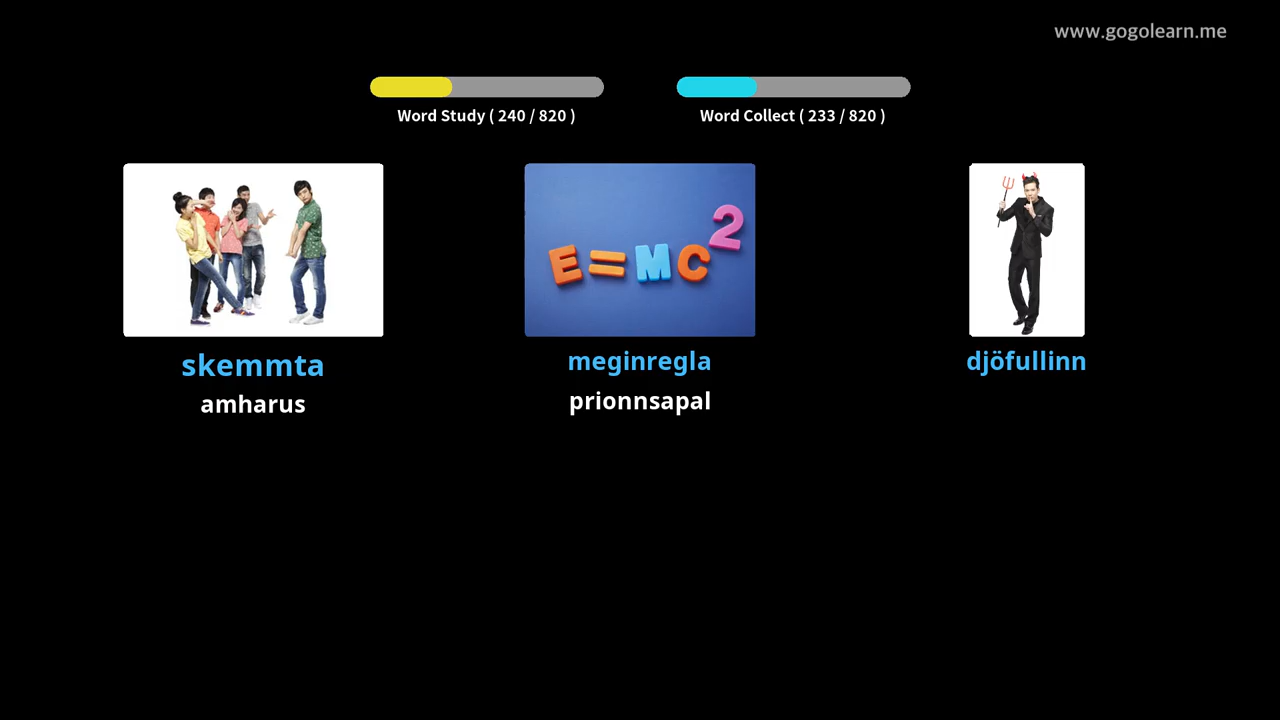 www.gogolearn.me
Word Study ( 240 / 820 )
Word Collect ( 233 / 820 )
E=MC2
skemmta
meginregla
djöfullinn
amharus
prionnsapal